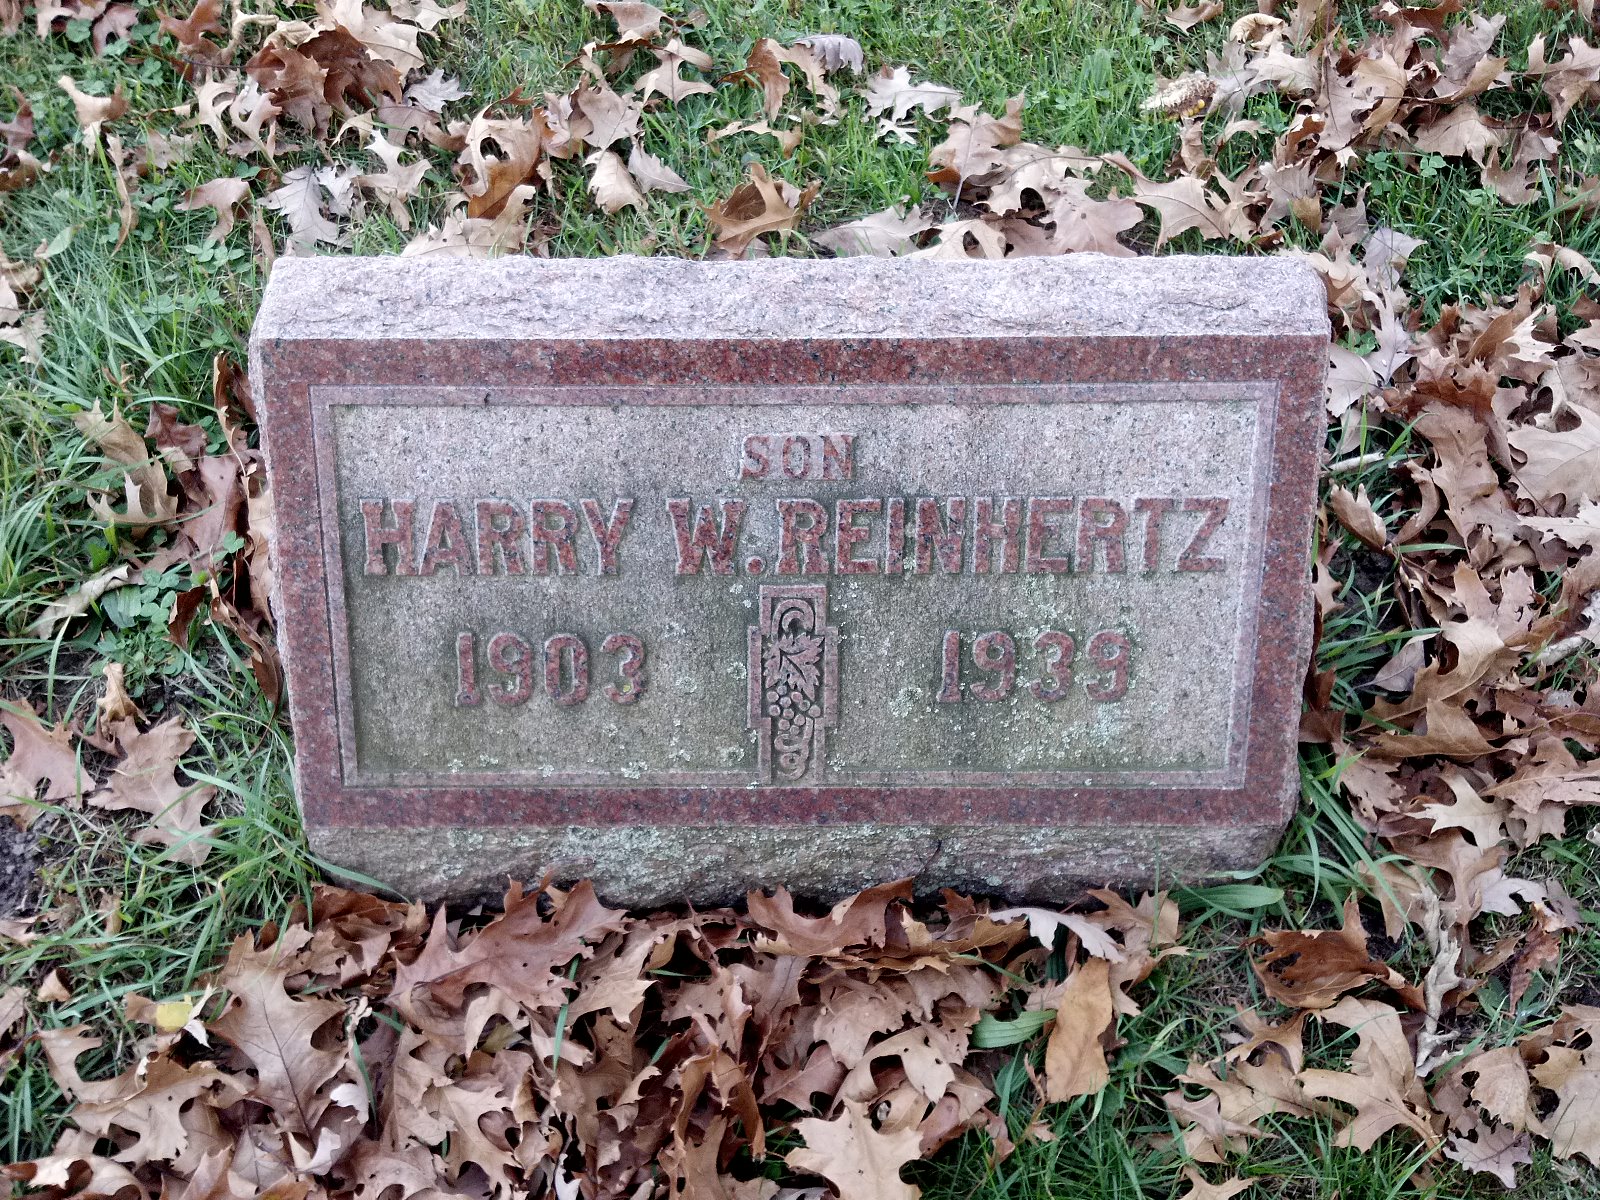 SON
HARRY W. REINHERTZ
1903 1939